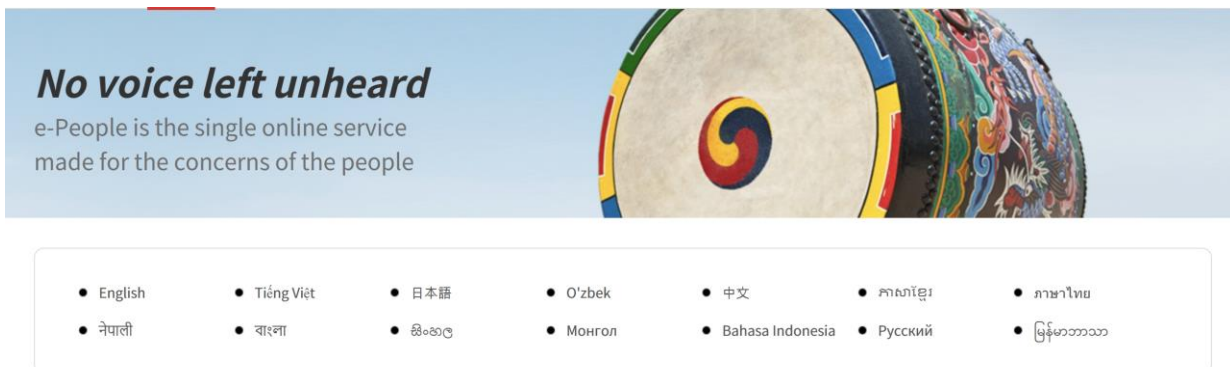 No voice left unheard
e-People is the single online service
made for the concerns of the people
English
Tiếng Việt
日本語
O'zbek
中文
ភាសាខ្មែរ
ภาษาไทย
नेपाली
বাংলা
සිංහල
Монгол
Bahasa Indonesia
Русский
မြန်မာဘာသာ